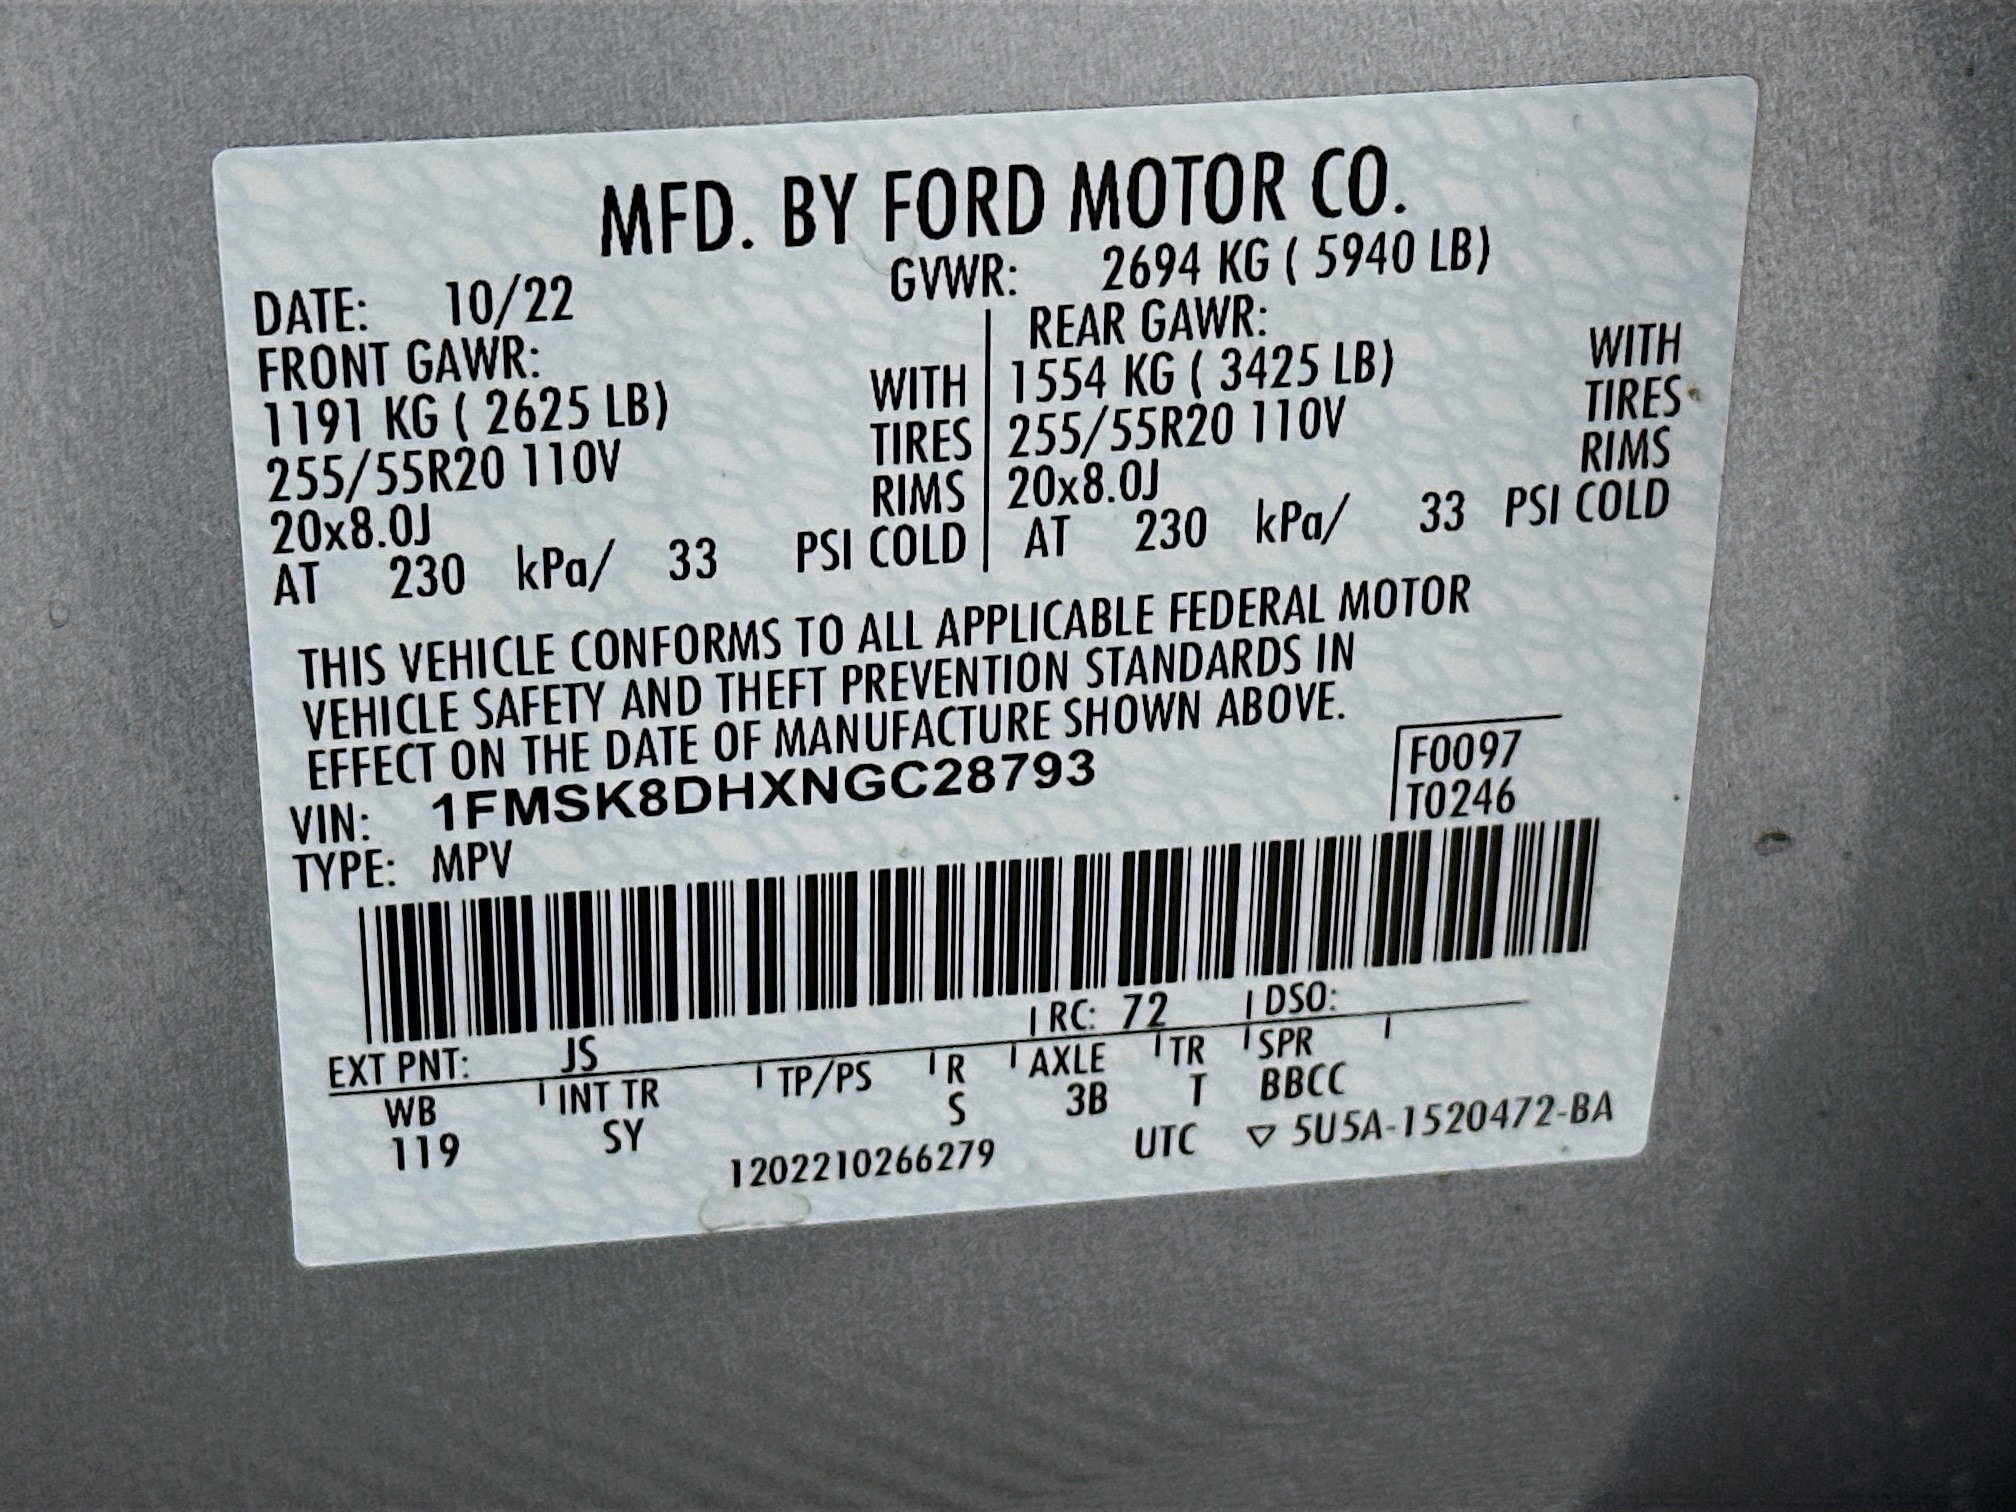 MFD. BY FORD MOTOR CO.
DATE: 10/22 GVWR: 2694 KG ( 5940 LB)
FRONT GAWR: REAR GAWR:
1191 KG ( 2625 LB) WITH 1554 KG ( 3425 LB) WITH
255/55R20 110V TIRES 255/55R20 110V TIRES
20x8.0J RIMS 20x8.0J RIMS
AT 230 kPa/ 33 PSI COLD AT 230 kPa/ 33 PSI COLD
THIS VEHICLE CONFORMS TO ALL APPLICABLE FEDERAL MOTOR
VEHICLE SAFETY AND THEFT PREVENTION STANDARDS IN
EFFECT ON THE DATE OF MANUFACTURE SHOWN ABOVE.
VIN: 1FMSK8DHXNGC28793 F0097
TYPE: MPV T0246
EXT PNT: JS RC: 72 DSO:
WB INT TR TP/PS R AXLE TR SPR
119 SY S 3B T BBCC
1202210266279 UTC ▽ 5U5A-1520472-BA